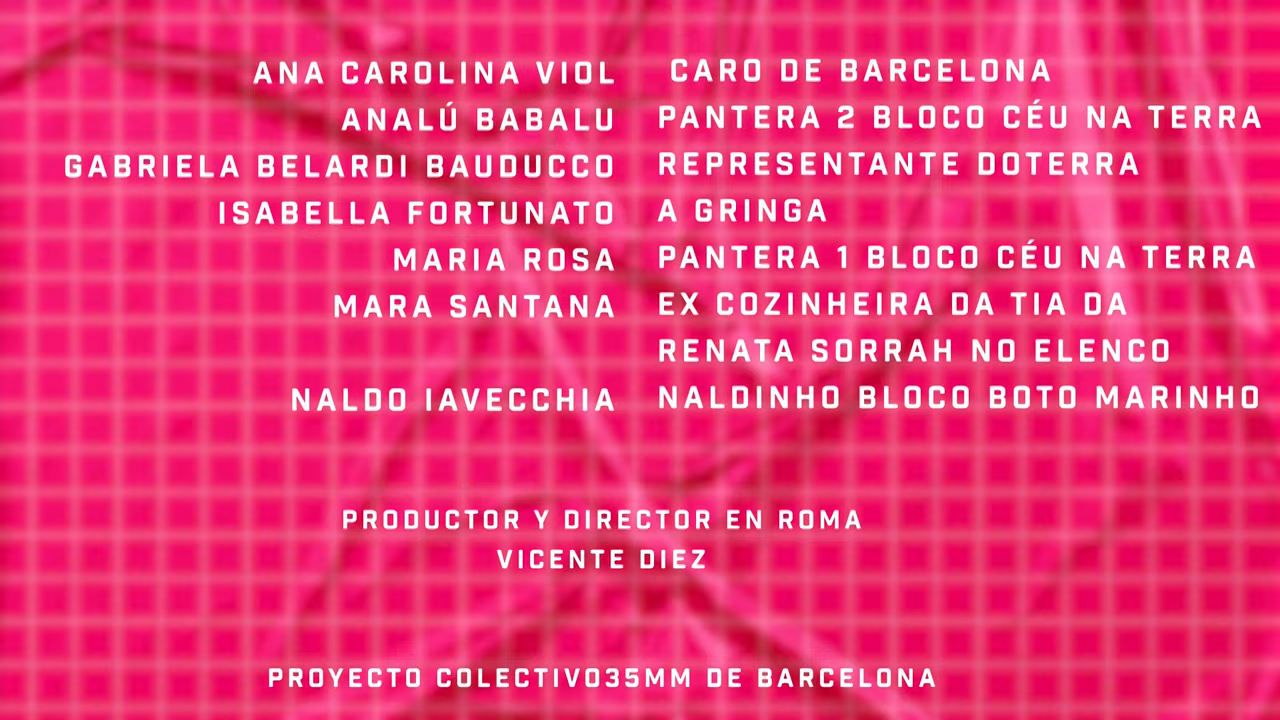 ANA CAROLINA VIOL CARO DE BARCELONA
ANALÚ BABALU PANTERA 2 BLOCO CÉU NA TERRA
GABRIELA BELARDI BAUDUCCO REPRESENTANTE DOTERRA
ISABELLA FORTUNATO A GRINGA
MARIA ROSA PANTERA 1 BLOCO CÉU NA TERRA
MARA SANTANA EX COZINHEIRA DA TIA DA
RENATA SORRAH NO ELENCO
NALDO IAVECCHIA NALDINHO BLOCO BOTO MARINHO
PRODUCTOR Y DIRECTOR EN ROMA
VICENTE DIEZ
PROYECTO COLECTIVO35MM DE BARCELONA